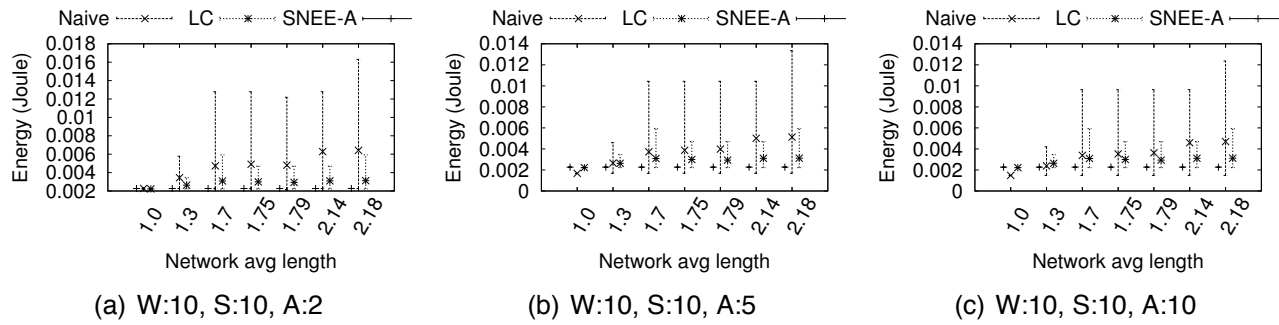 Naive LC SNEE-A
Energy (Joule)
0.018
0.016
0.014
0.012
0.01
0.008
0.006
0.004
0.002
1.0 1.3 1.7 1.75 1.79 2.14 2.18
Network avg length
(a) W:10, S:10, A:2
Naive LC SNEE-A
Energy (Joule)
0.014
0.012
0.01
0.008
0.006
0.004
0.002
0
1.0 1.3 1.7 1.75 1.79 2.14 2.18
Network avg length
(b) W:10, S:10, A:5
Naive LC SNEE-A
Energy (Joule)
0.014
0.012
0.01
0.008
0.006
0.004
0.002
0
1.0 1.3 1.7 1.75 1.79 2.14 2.18
Network avg length
(c) W:10, S:10, A:10